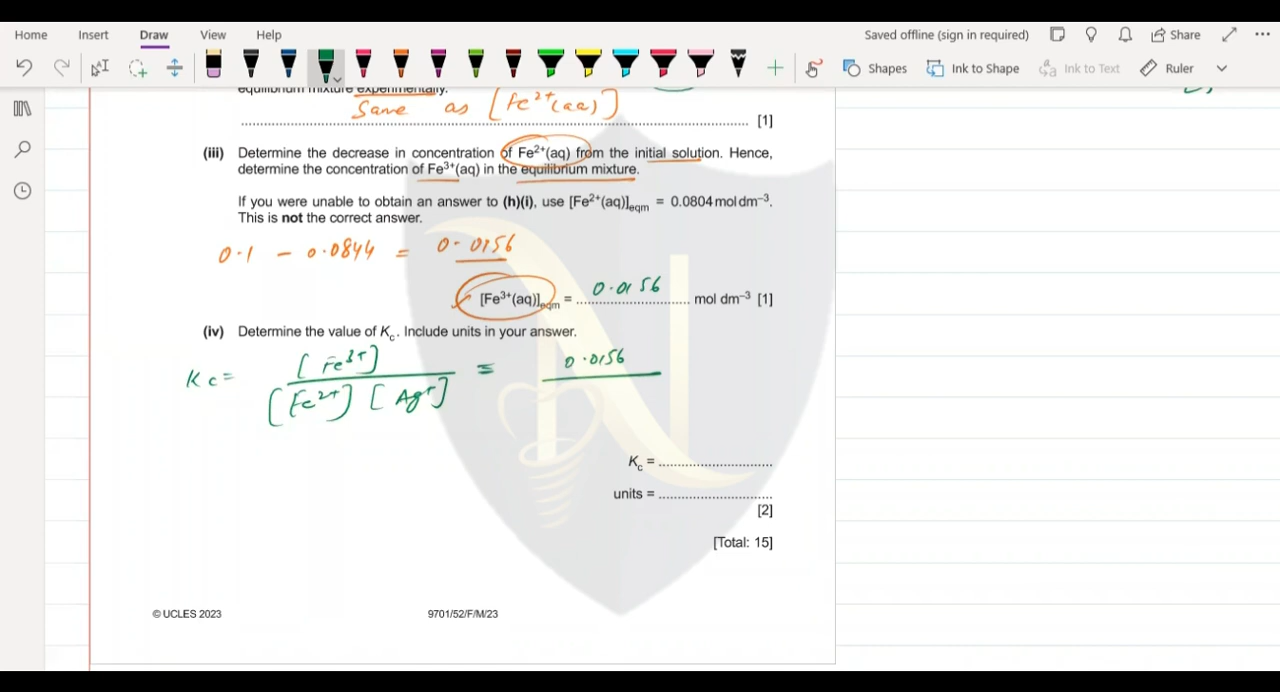 Home Insert Draw View Help Saved offline (sign in required) Share
Shapes Ink to Shape Ink to Text Ruler
equilibrium mixture experimentally.
Same as [Fe²⁺(aq)]
[1]
(iii) Determine the decrease in concentration of Fe²⁺(aq) from the initial solution. Hence,
determine the concentration of Fe³⁺(aq) in the equilibrium mixture.
If you were unable to obtain an answer to (h)(i), use [Fe²⁺(aq)]eqm = 0.0804 mol dm⁻³.
This is not the correct answer.
0.1 - 0.0844 = 0.0156
[Fe³⁺(aq)]eqm = 0.0156 mol dm⁻³ [1]
(iv) Determine the value of Kc. Include units in your answer.
[Fe³⁺] 0.0156
Kc = =
[Fe²⁺] [Ag⁺]
Kc = ............................
units = ............................
[2]
[Total: 15]
© UCLES 2023 9701/52/F/M/23